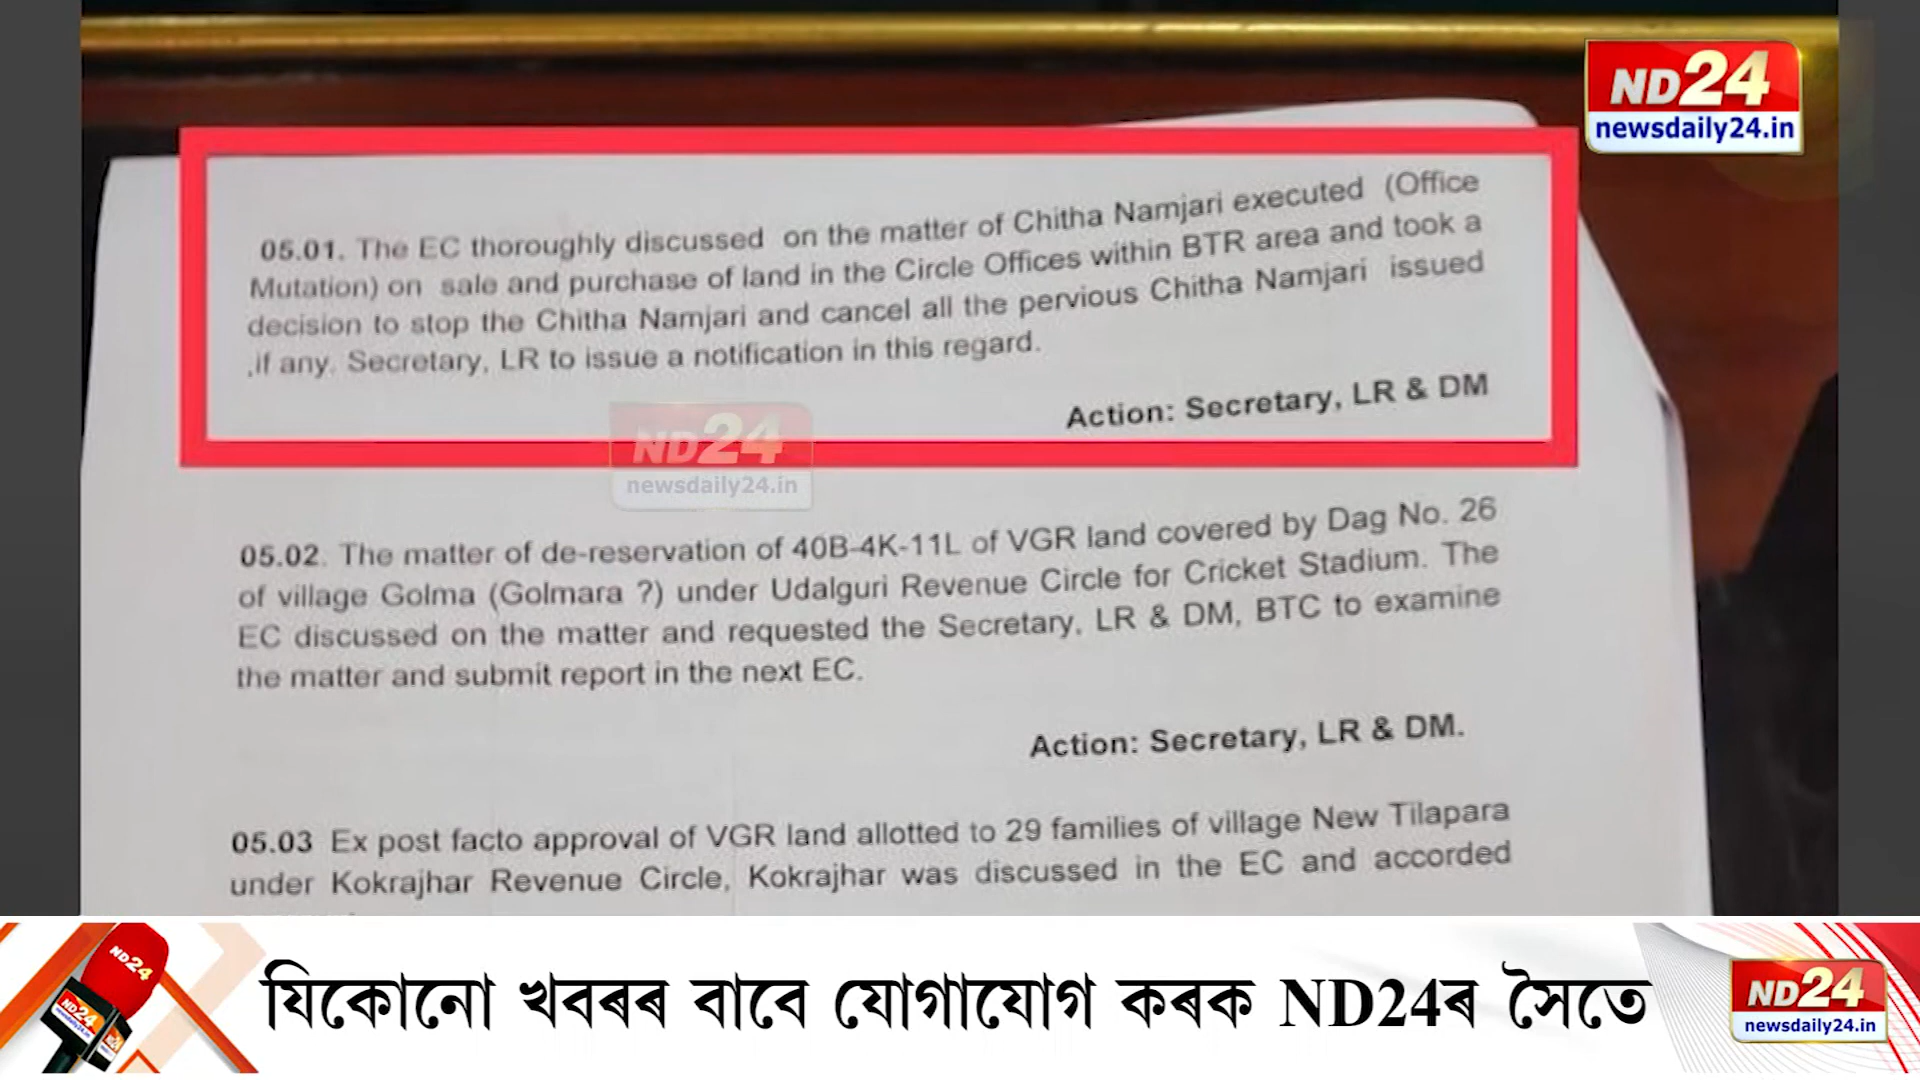 ND24
newsdaily24.in
05.01. The EC thoroughly discussed on the matter of Chitha Namjari executed (Office
Mutation) on sale and purchase of land in the Circle Offices within BTR area and took a
decision to stop the Chitha Namjari and cancel all the pervious Chitha Namjari issued
,if any. Secretary, LR to issue a notification in this regard.
Action: Secretary, LR & DM
ND24
newsdaily24.in
05.02. The matter of de-reservation of 40B-4K-11L of VGR land covered by Dag No. 26
of village Golma (Golmara ?) under Udalguri Revenue Circle for Cricket Stadium. The
EC discussed on the matter and requested the Secretary, LR & DM, BTC to examine
the matter and submit report in the next EC.
Action: Secretary, LR & DM.
05.03 Ex post facto approval of VGR land allotted to 29 families of village New Tilapara
under Kokrajhar Revenue Circle, Kokrajhar was discussed in the EC and accorded
ND24
ND24
newsdaily24.in
যিকোনো খবৰৰ বাবে যোগাযোগ কৰক ND24ৰ সৈতে
ND24
newsdaily24.in